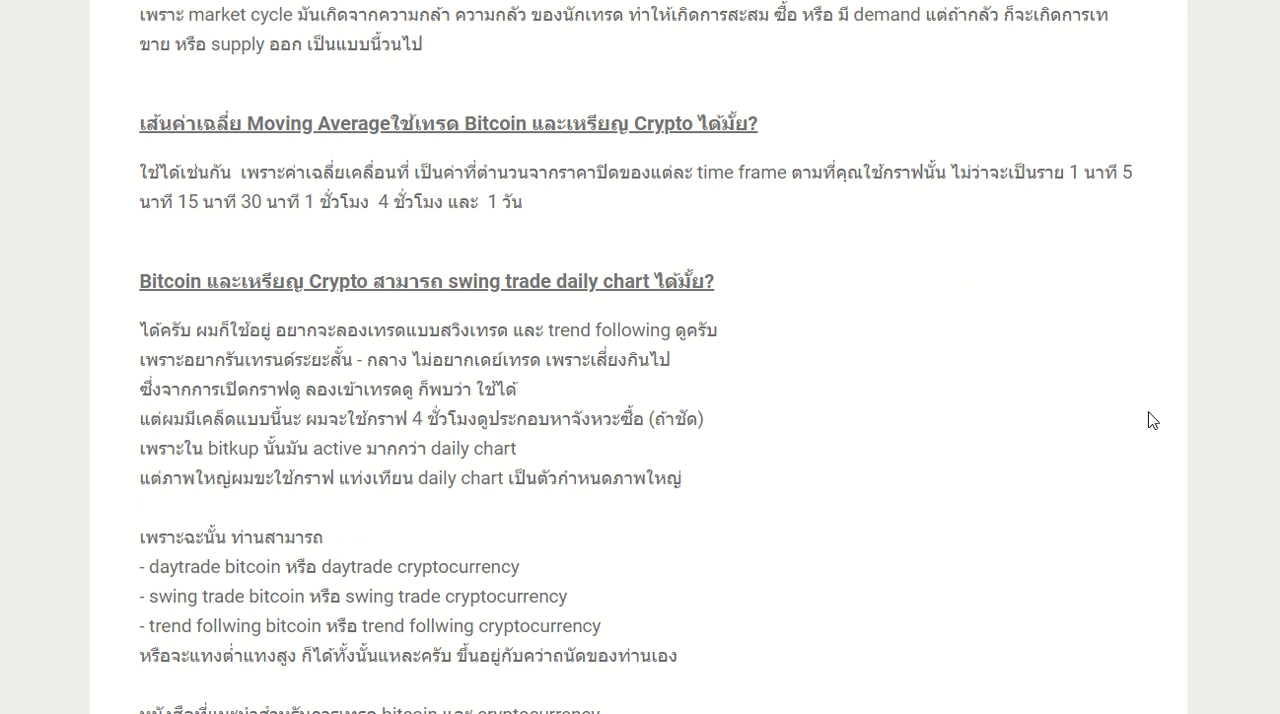 เพราะ market cycle มันเกิดจากความกล้า ความกลัว ของนักเทรด ทำให้เกิดการสะสม ซื้อ หรือ มี demand แต่ถ้ากลัว ก็จะเกิดการเท
ขาย หรือ supply ออก เป็นแบบนี้วนไป
เส้นค่าเฉลี่ย Moving Averageใช้เทรด Bitcoin และเหรียญ Crypto ได้มั้ย?
ใช้ได้เช่นกัน  เพราะค่าเฉลี่ยเคลื่อนที่ เป็นค่าที่ตำนวนจากราคาปิดของแต่ละ time frame ตามที่คุณใช้กราฟนั้น ไม่ว่าจะเป็นราย 1 นาที 5
นาที 15 นาที 30 นาที 1 ชั่วโมง  4 ชั่วโมง และ  1 วัน
Bitcoin และเหรียญ Crypto สามารถ swing trade daily chart ได้มั้ย?
ได้ครับ ผมก็ใช้อยู่ อยากจะลองเทรดแบบสวิงเทรด และ trend following ดูครับ
เพราะอยากรันเทรนด์ระยะสั้น - กลาง ไม่อยากเดย์เทรด เพราะเสี่ยงกินไป
ซึ่งจากการเปิดกราฟดู ลองเข้าเทรดดู ก็พบว่า ใช้ได้
แต่ผมมีเคล็ดแบบนี้นะ ผมจะใช้กราฟ 4 ชั่วโมงดูประกอบหาจังหวะซื้อ (ถ้าชัด)
เพราะใน bitkup นั้นมัน active มากกว่า daily chart
แต่ภาพใหญ่ผมขะใช้กราฟ แท่งเทียน daily chart เป็นตัวกำหนดภาพใหญ่
เพราะฉะนั้น ท่านสามารถ
- daytrade bitcoin หรือ daytrade cryptocurrency
- swing trade bitcoin หรือ swing trade cryptocurrency
- trend follwing bitcoin หรือ trend follwing cryptocurrency
หรือจะแทงต่ำแทงสูง ก็ได้ทั้งนั้นแหละครับ ขึ้นอยู่กับคว่าถนัดของท่านเอง
หนังสือที่แนะนำสำหรับการเทรด bitcoin และ cryptocurrency